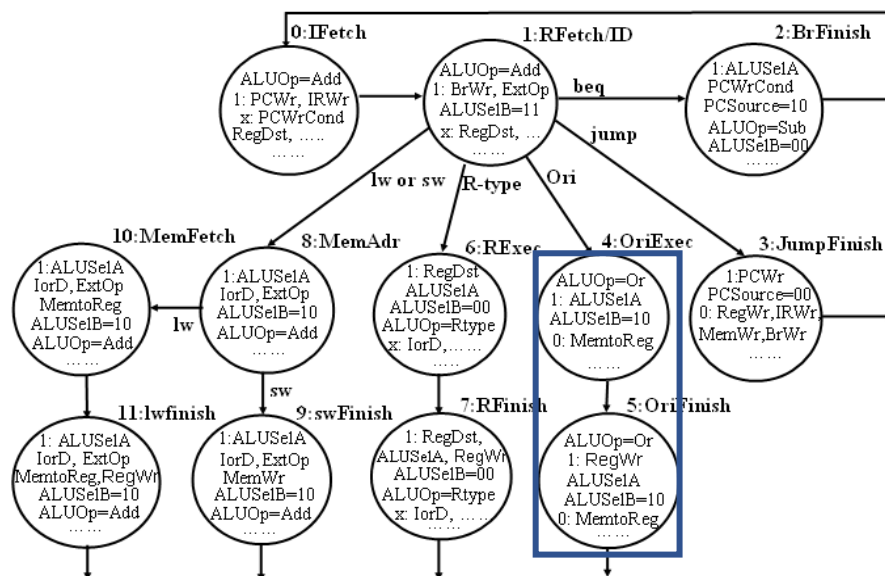 0:IFetch
ALUOp=Add
1: PCWr, IRWr
x: PCWrCond
RegDst, .....
……
1:RFetch/ID
ALUOp=Add
1: BrWr, ExtOp
ALUSelB=11
x: RegDst, …
……
2:BrFinish
1:ALUSelA
PCWrCond
PCSource=10
ALUOp=Sub
ALUSelB=00
……
beq
jump
Ori
R-type
lw or sw
10:MemFetch
1:ALUSelA
IorD,ExtOp
MemtoReg
ALUSelB=10
ALUOp=Add
……
8:MemAdr
1:ALUSelA
IorD,ExtOp
ALUSelB=10
ALUOp=Add
……
6:RExec
1: RegDst
ALUSelA
ALUSelB=00
ALUOp=Rtype
x: IorD,……
……
4:OriExec
ALUOp=Or
1: ALUSelA
ALUSelB=10
0: MemtoReg
……
3:JumpFinish
1:PCWr
PCSource=00
0: RegWr,IRWr,
MemWr,BrWr
……
lw
sw
11:lwfinish
1: ALUSelA
IorD, ExtOp
MemtoReg,RegWr
ALUSelB=10
ALUOp=Add
……
9:swFinish
1:ALUSelA
IorD,ExtOp
MemWr
ALUSelB=10
ALUOp=Add
……
7:RFinish
1: RegDst,
ALUSelA, RegWr
ALUSelB=00
ALUOp=Rtype
x: IorD, …..
……
5:OriFinish
ALUOp=Or
1: RegWr
ALUSelA
ALUSelB=10
0: MemtoReg
……